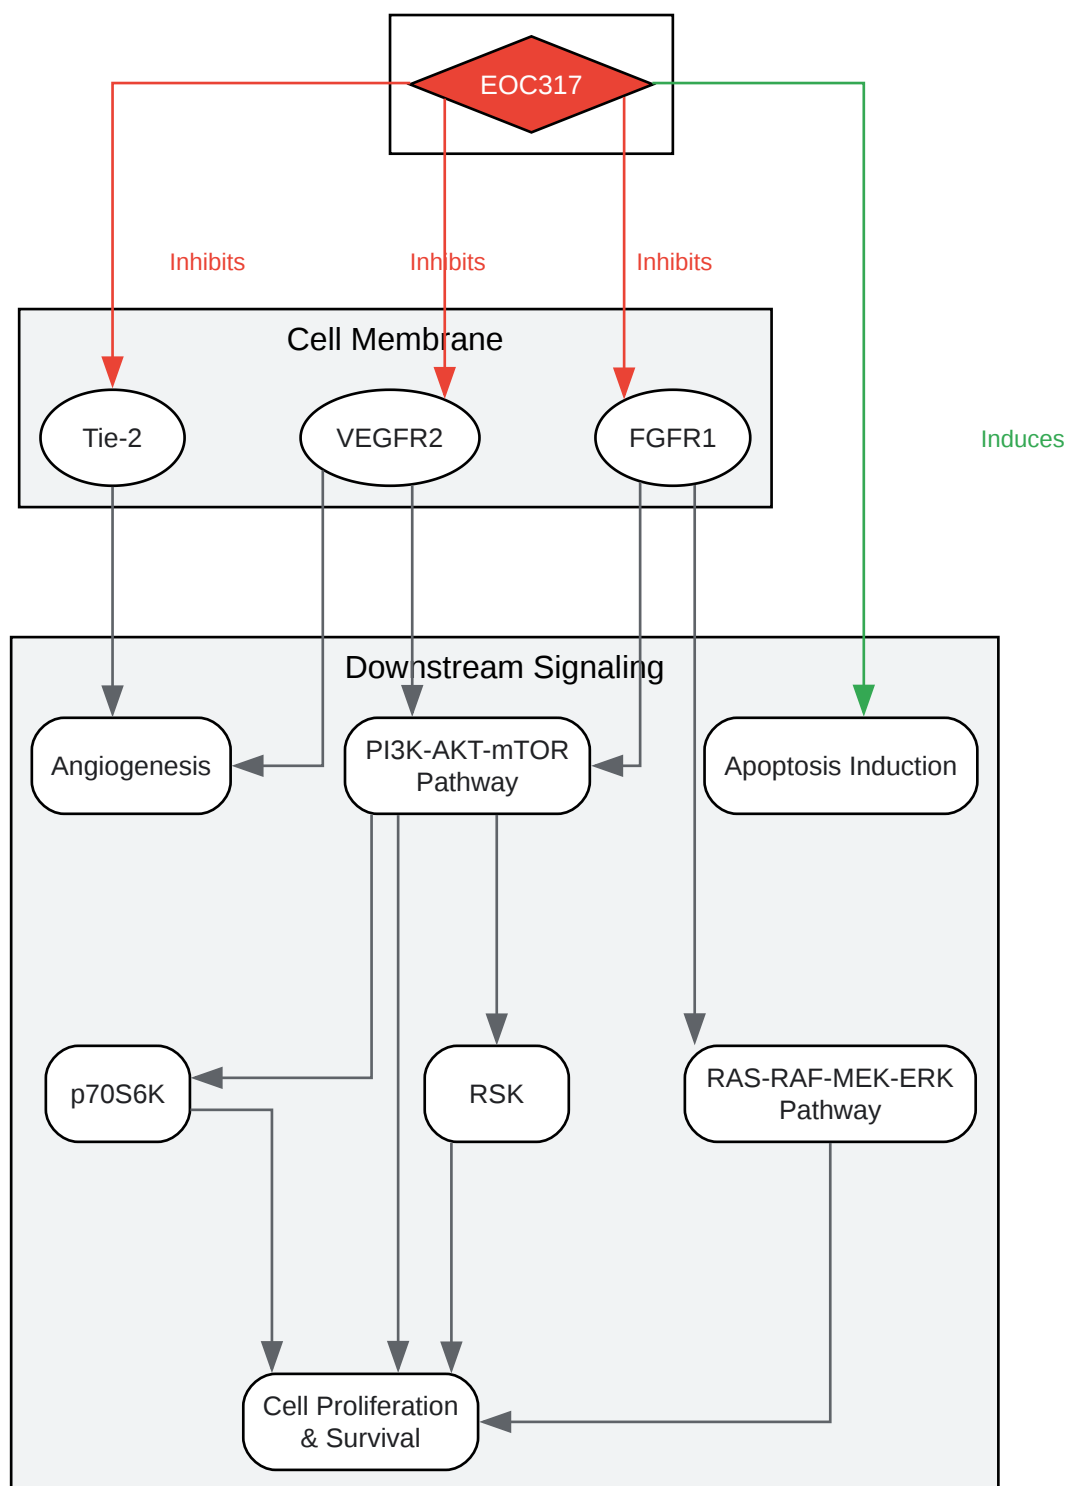 EOC317
Inhibits
Inhibits
Inhibits
Cell Membrane
Tie-2
VEGFR2
FGFR1
Induces
Downstream Signaling
Angiogenesis
PI3K-AKT-mTOR
Pathway
Apoptosis Induction
p70S6K
RSK
RAS-RAF-MEK-ERK
Pathway
Cell Proliferation
& Survival